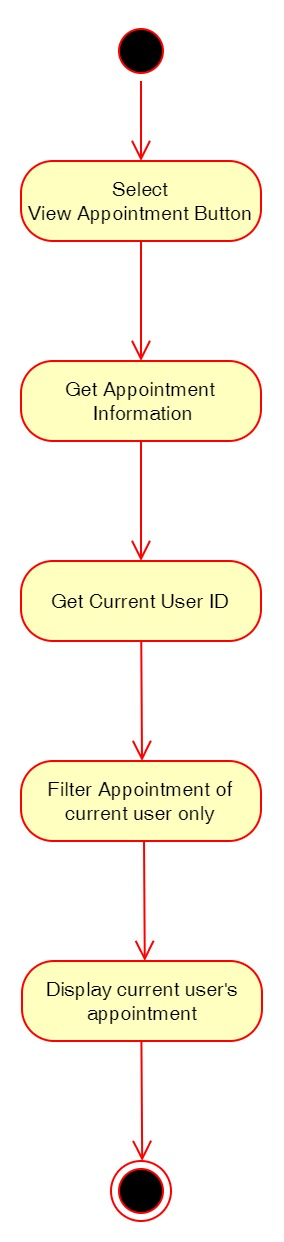 Select
View Appointment Button
Get Appointment
Information
Get Current User ID
Filter Appointment of
current user only
Display current user's
appointment